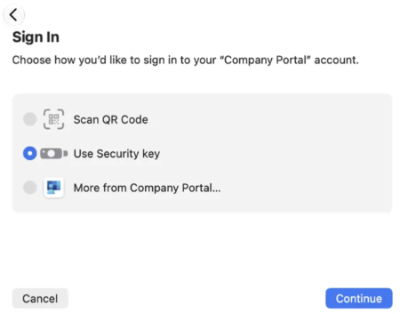 Sign In
Choose how you'd like to sign in to your "Company Portal" account.
Scan QR Code
Use Security key
More from Company Portal...
Cancel
Continue